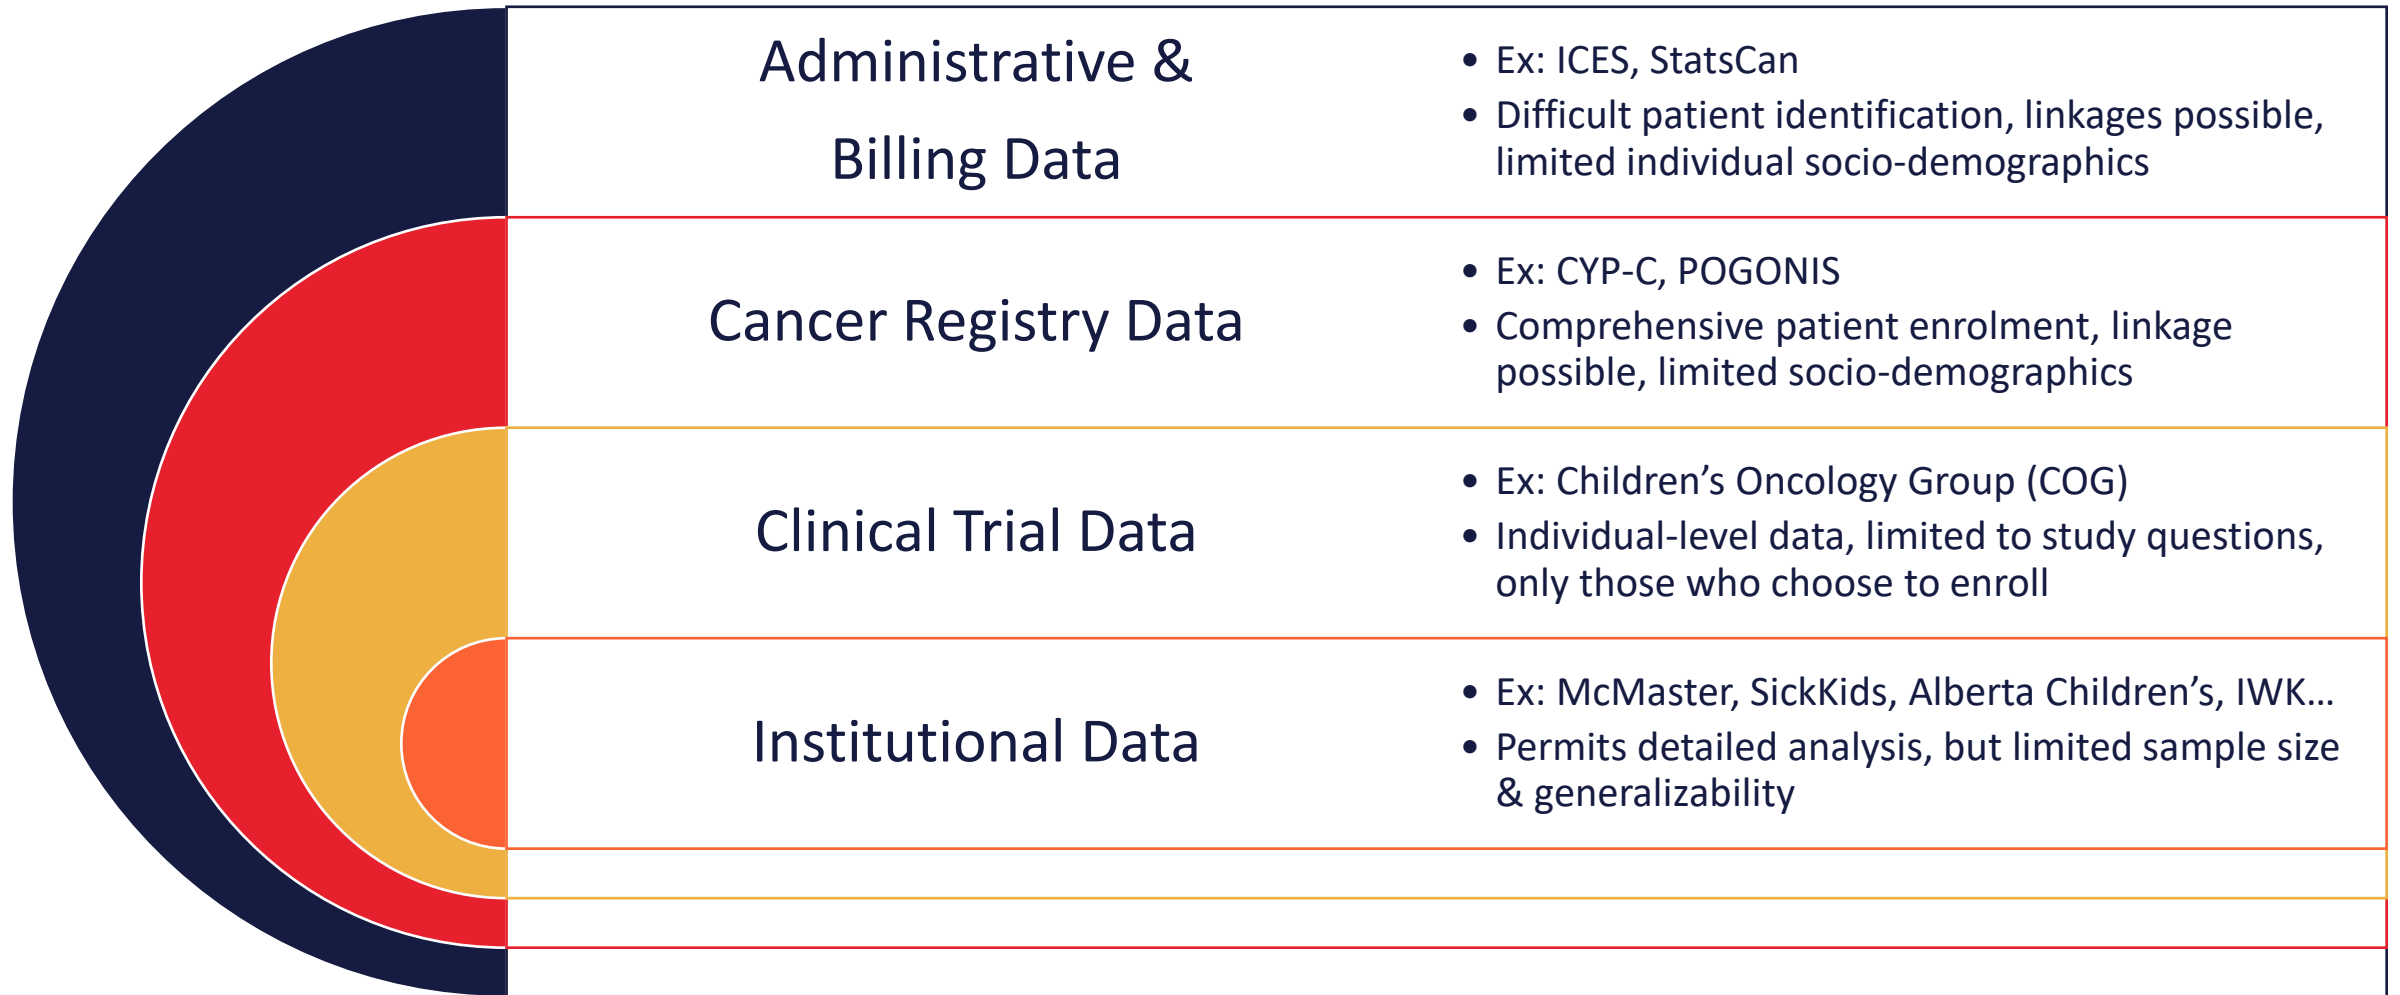 Administrative &
Billing Data
• Ex: ICES, StatsCan
• Difficult patient identification, linkages possible,
limited individual socio-demographics
Cancer Registry Data
• Ex: CYP-C, POGONIS
• Comprehensive patient enrolment, linkage
possible, limited socio-demographics
Clinical Trial Data
• Ex: Children’s Oncology Group (COG)
• Individual-level data, limited to study questions,
only those who choose to enroll
Institutional Data
• Ex: McMaster, SickKids, Alberta Children’s, IWK…
• Permits detailed analysis, but limited sample size
& generalizability